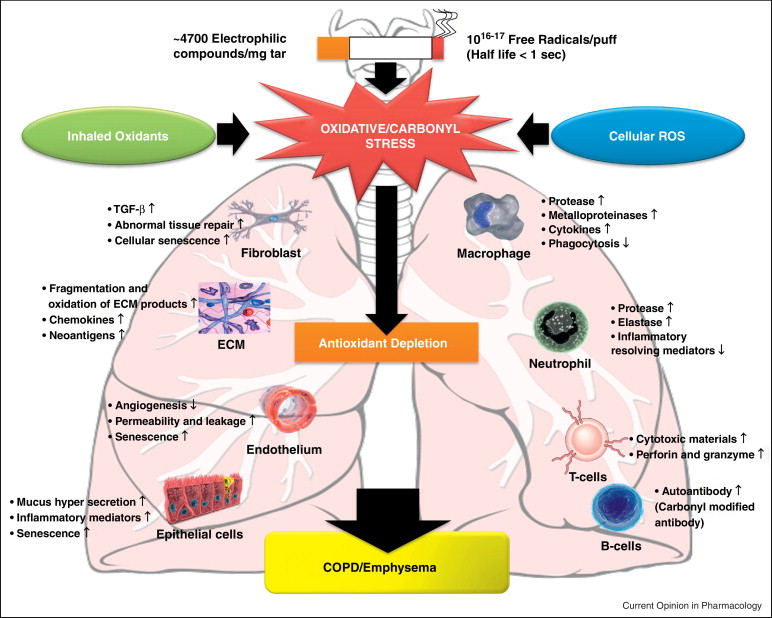 ~4700 Electrophilic
compounds/mg tar
10^16-17 Free Radicals/puff
(Half life < 1 sec)
Inhaled Oxidants
OXIDATIVE/CARBONYL
STRESS
Cellular ROS
• TGF-β ↑
• Abnormal tissue repair ↑
• Cellular senescence ↑
Fibroblast
Macrophage
• Protease ↑
• Metalloproteinases ↑
• Cytokines ↑
• Phagocytosis ↓
• Fragmentation and
oxidation of ECM products ↑
• Chemokines ↑
• Neoantigens ↑
ECM
Antioxidant Depletion
Neutrophil
• Protease ↑
• Elastase ↑
• Inflammatory
resolving mediators ↓
• Angiogenesis ↓
• Permeability and leakage ↑
• Senescence ↑
Endothelium
T-cells
• Cytotoxic materials ↑
• Perforin and granzyme ↑
• Mucus hyper secretion ↑
• Inflammatory mediators ↑
• Senescence ↑
Epithelial cells
B-cells
• Autoantibody ↑
(Carbonyl modified
antibody)
COPD/Emphysema
Current Opinion in Pharmacology